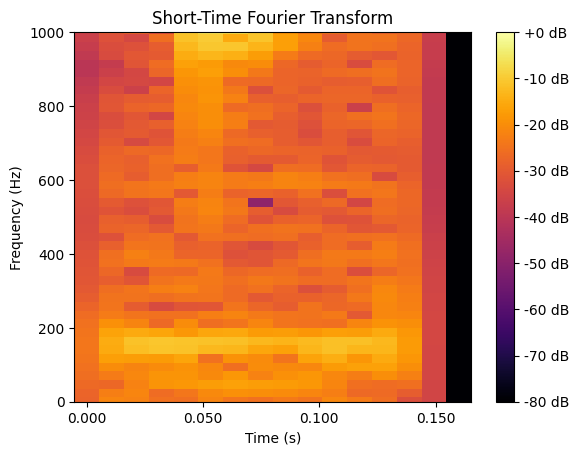 Short-Time Fourier Transform
1000
800
600
400
200
0
Frequency (Hz)
0.000
0.050
0.100
0.150
Time (s)
+0 dB
-10 dB
-20 dB
-30 dB
-40 dB
-50 dB
-60 dB
-70 dB
-80 dB